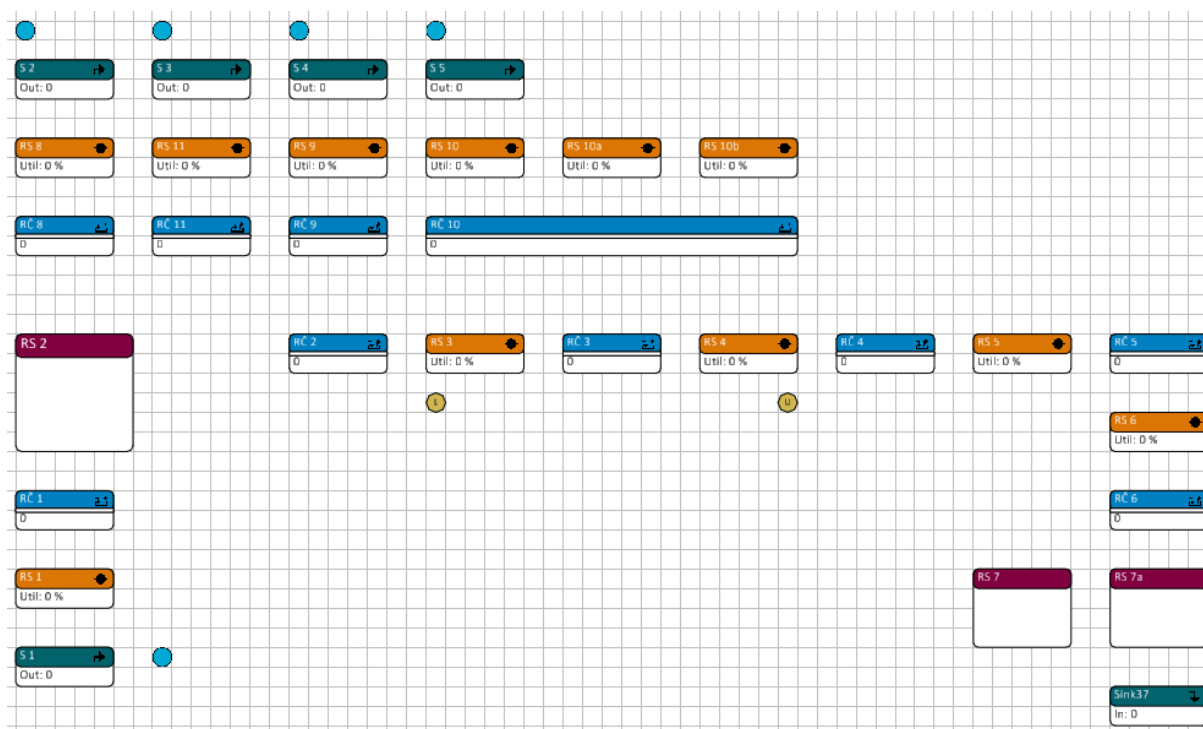 S 2
S 3
S 4
S 5
Out: 0
Out: 0
Out: 0
Out: 0
RS 8
RS 11
RS 9
RS 10
RS 10a
RS 10b
Util: 0 %
Util: 0 %
Util: 0 %
Util: 0 %
Util: 0 %
Util: 0 %
RČ 8
RČ 11
RČ 9
RČ 10
0
0
0
0
RS 2
RČ 2
RS 3
RČ 3
RS 4
RČ 4
RS 5
RČ 5
0
Util: 0 %
0
Util: 0 %
0
Util: 0 %
0
U
RS 6
Util: 0 %
RČ 1
RČ 6
0
0
RS 1
RS 7
RS 7a
Util: 0 %
S 1
Out: 0
Sink37
In: 0